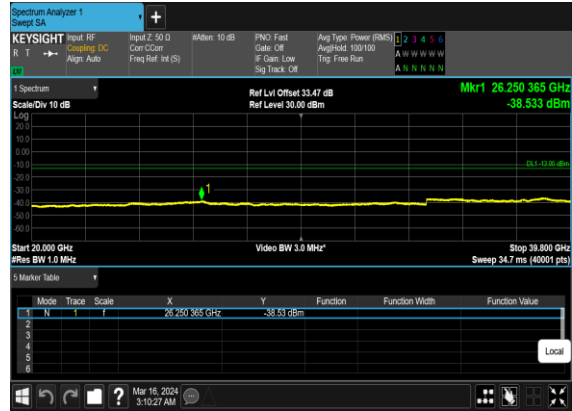 Spectrum Analyzer 1
Swept SA
KEYSIGHT
R T
LW
Input: RF
Coupling: DC
Align: Auto
Input Z: 50 Ω
Corr CCorr
Freq Ref: Int (S)
#Atten: 10 dB
PNO: Fast
Gate: Off
IF Gain: Low
Sig Track: Off
Avg Type: Power (RMS)
Avg|Hold: 100/100
Trig: Free Run
1 2 3 4 5 6
A W W W W W
A N N N N N
1 Spectrum
Scale/Div 10 dB
Ref Lvl Offset 33.47 dB
Ref Level 30.00 dBm
Mkr1 26.250 365 GHz
-38.533 dBm
Log
20.0
10.0
0.00
-10.0
-20.0
-30.0
-40.0
-50.0
-60.0
DL1 -13.00 dBm
1
Start 20.000 GHz
#Res BW 1.0 MHz
Video BW 3.0 MHz*
Stop 39.800 GHz
Sweep 34.7 ms (40001 pts)
5 Marker Table
Mode Trace Scale X Y Function Function Width Function Value
1 N 1 f 26.250 365 GHz -38.53 dBm
2
3
4
5
6
Local
?
Mar 16, 2024
3:10:27 AM